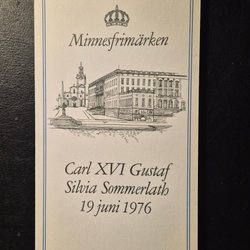 Minnesfrimärken
Carl XVI Gustaf
Silvia Sommerlath
19 juni 1976